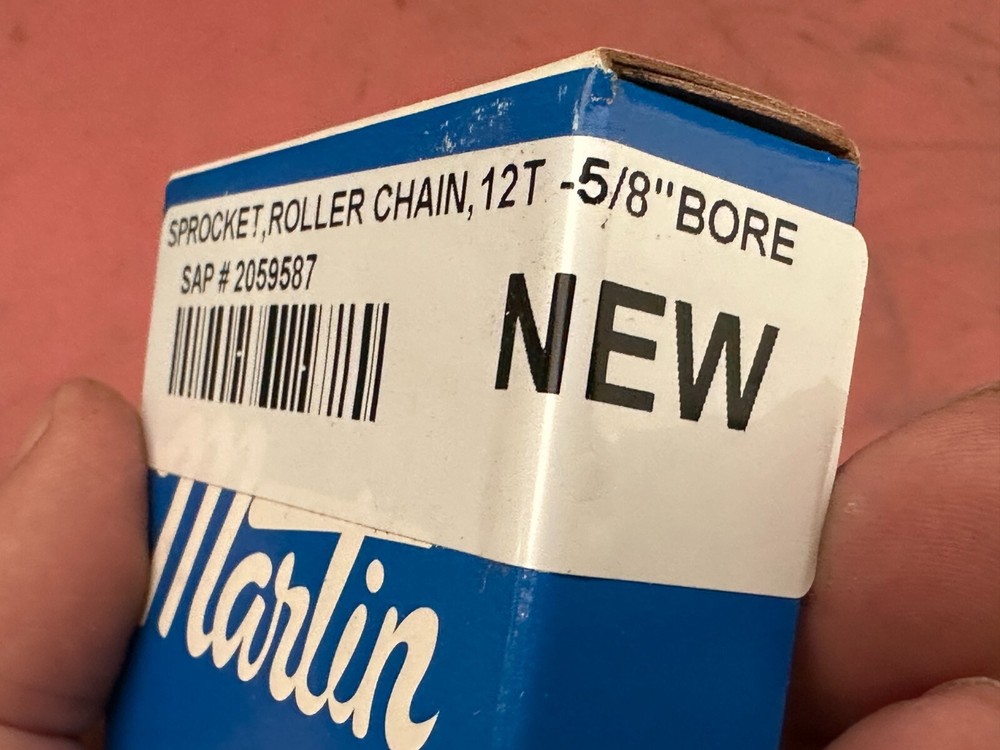 SPROCKET,ROLLER CHAIN,12T -5/8"BORE
SAP # 2059587
NEW
Martin